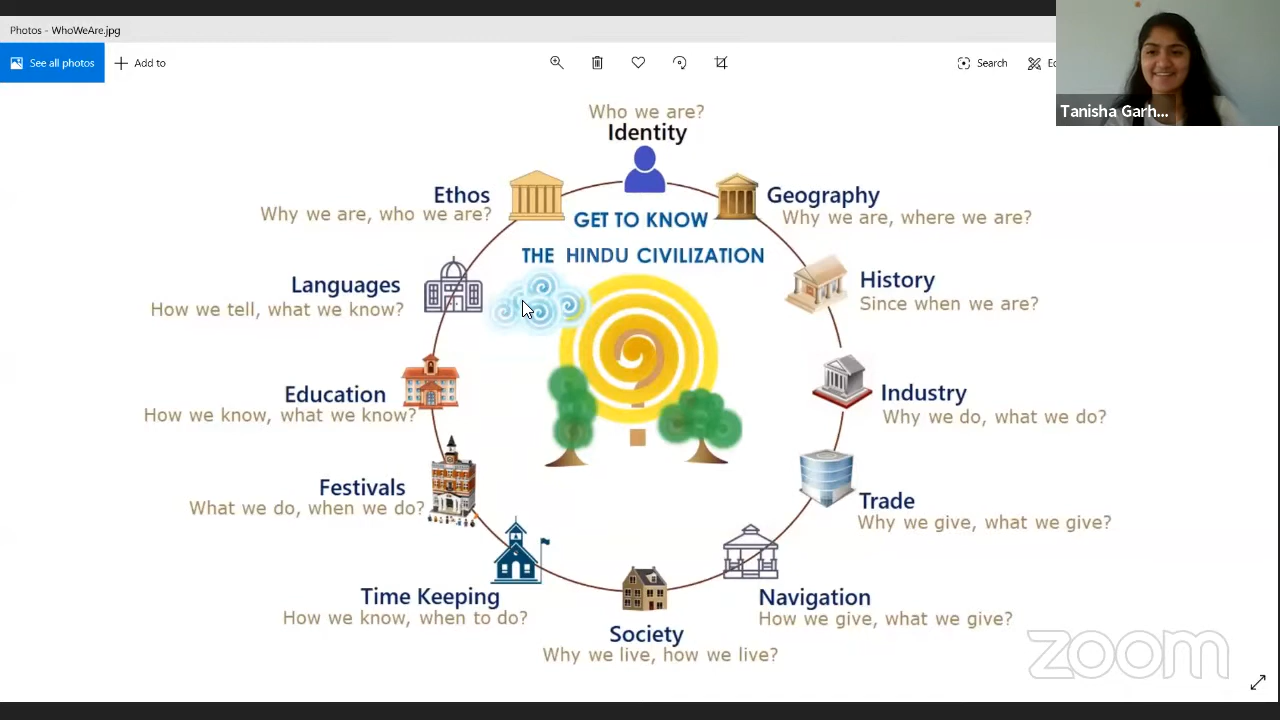 Photos - WhoWeAre.jpg
See all photos
Add to
Search
Tanisha Garh...
Who we are?
Identity
Ethos
Why we are, who we are?
Geography
Why we are, where we are?
GET TO KNOW
THE HINDU CIVILIZATION
Languages
How we tell, what we know?
History
Since when we are?
Education
How we know, what we know?
Industry
Why we do, what we do?
Festivals
What we do, when we do?
Trade
Why we give, what we give?
Time Keeping
How we know, when to do?
Navigation
How we give, what we give?
Society
Why we live, how we live?
zoom